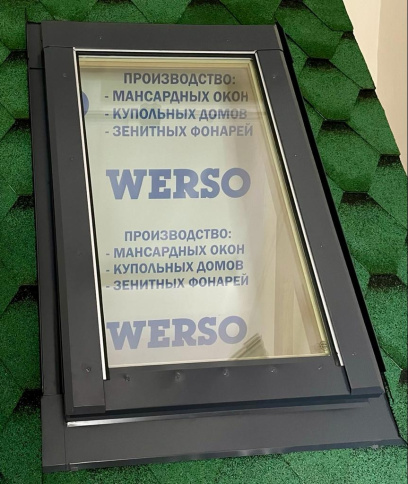 ПРОИЗВОДСТВО:
- МАНСАРДНЫХ ОКОН
- КУПОЛЬНЫХ ДОМОВ
- ЗЕНИТНЫХ ФОНАРЕЙ
WERSO
ПРОИЗВОДСТВО:
- МАНСАРДНЫХ ОКОН
- КУПОЛЬНЫХ ДОМОВ
- ЗЕНИТНЫХ ФОНАРЕЙ
WERSO